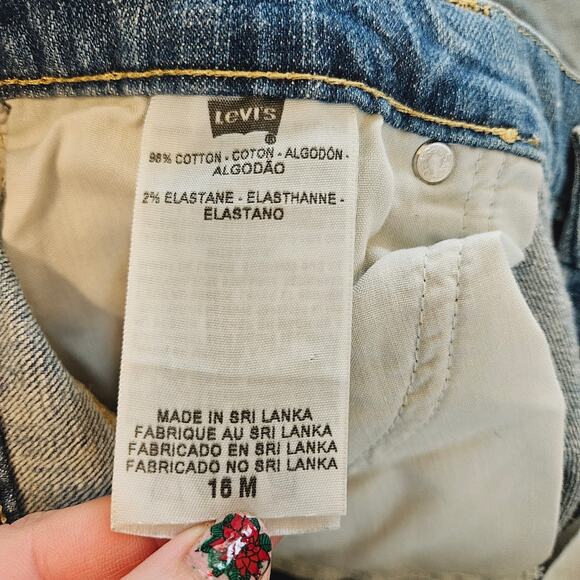 Levi's
®
98% COTTON - COTON - ALGODÓN -
ALGODÃO
2% ELASTANE - ÉLASTHANNE -
ELASTANO
MADE IN SRI LANKA
FABRIQUE AU SRI LANKA
FABRICADO EN SRI LANKA
FABRICADO NO SRI LANKA
16 M